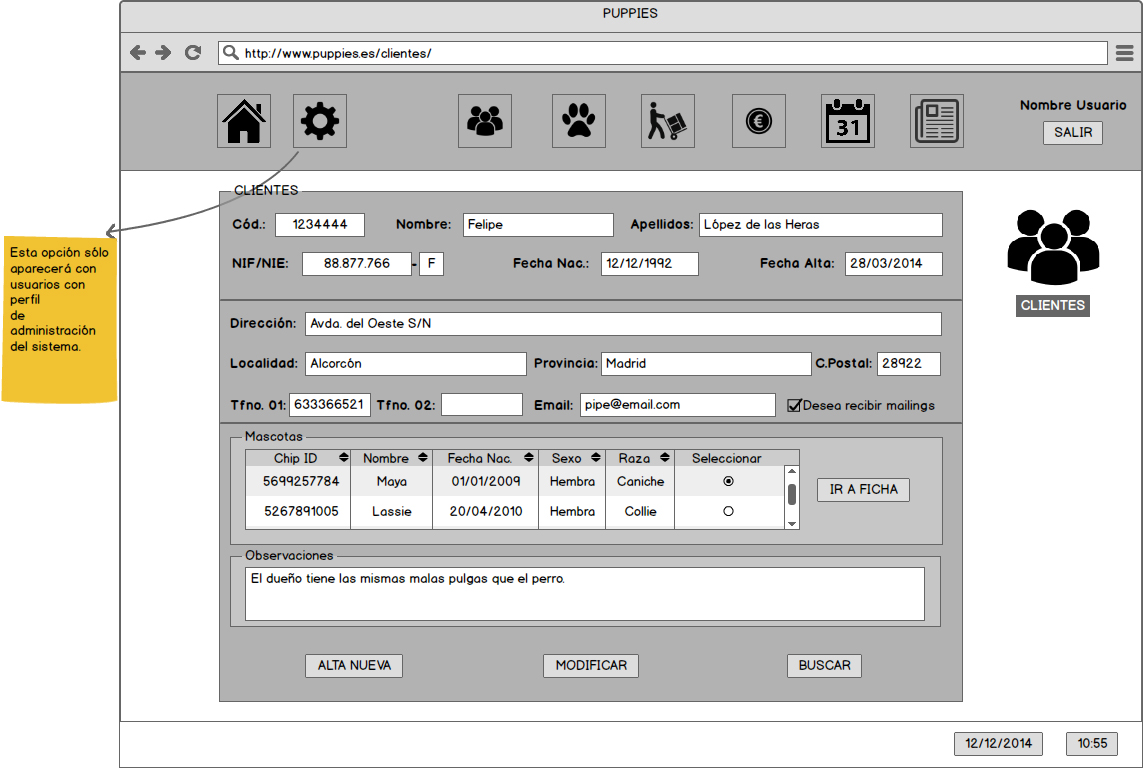 PUPPIES
http://www.puppies.es/clientes/
31
Nombre Usuario
SALIR
Esta opción sólo
aparecerá con
usuarios con
perfil
de
administración
del sistema.
CLIENTES
Cód.: 1234444 Nombre: Felipe Apellidos: López de las Heras
NIF/NIE: 88.877.766 - F Fecha Nac.: 12/12/1992 Fecha Alta: 28/03/2014
CLIENTES
Dirección: Avda. del Oeste S/N
Localidad: Alcorcón Provincia: Madrid C.Postal: 28922
Tfno. 01: 633366521 Tfno. 02: Email: pipe@email.com Desea recibir mailings
Mascotas
Chip ID Nombre Fecha Nac. Sexo Raza Seleccionar
5699257784 Maya 01/01/2009 Hembra Caniche
IR A FICHA
5267891005 Lassie 20/04/2010 Hembra Collie
Observaciones
El dueño tiene las mismas malas pulgas que el perro.
ALTA NUEVA MODIFICAR BUSCAR
12/12/2014 10:55